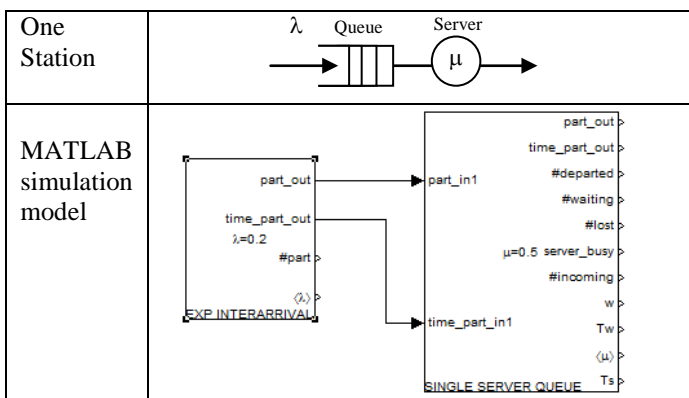 One
Station
λ Queue Server
μ
MATLAB
simulation
model
part_out
time_part_out
λ=0.2
#part
⟨λ⟩
EXP INTERARRIVAL
part_in1
time_part_in1
part_out
time_part_out
#departed
#waiting
#lost
μ=0.5 server_busy
#incoming
w
Tw
⟨μ⟩
Ts
SINGLE SERVER QUEUE